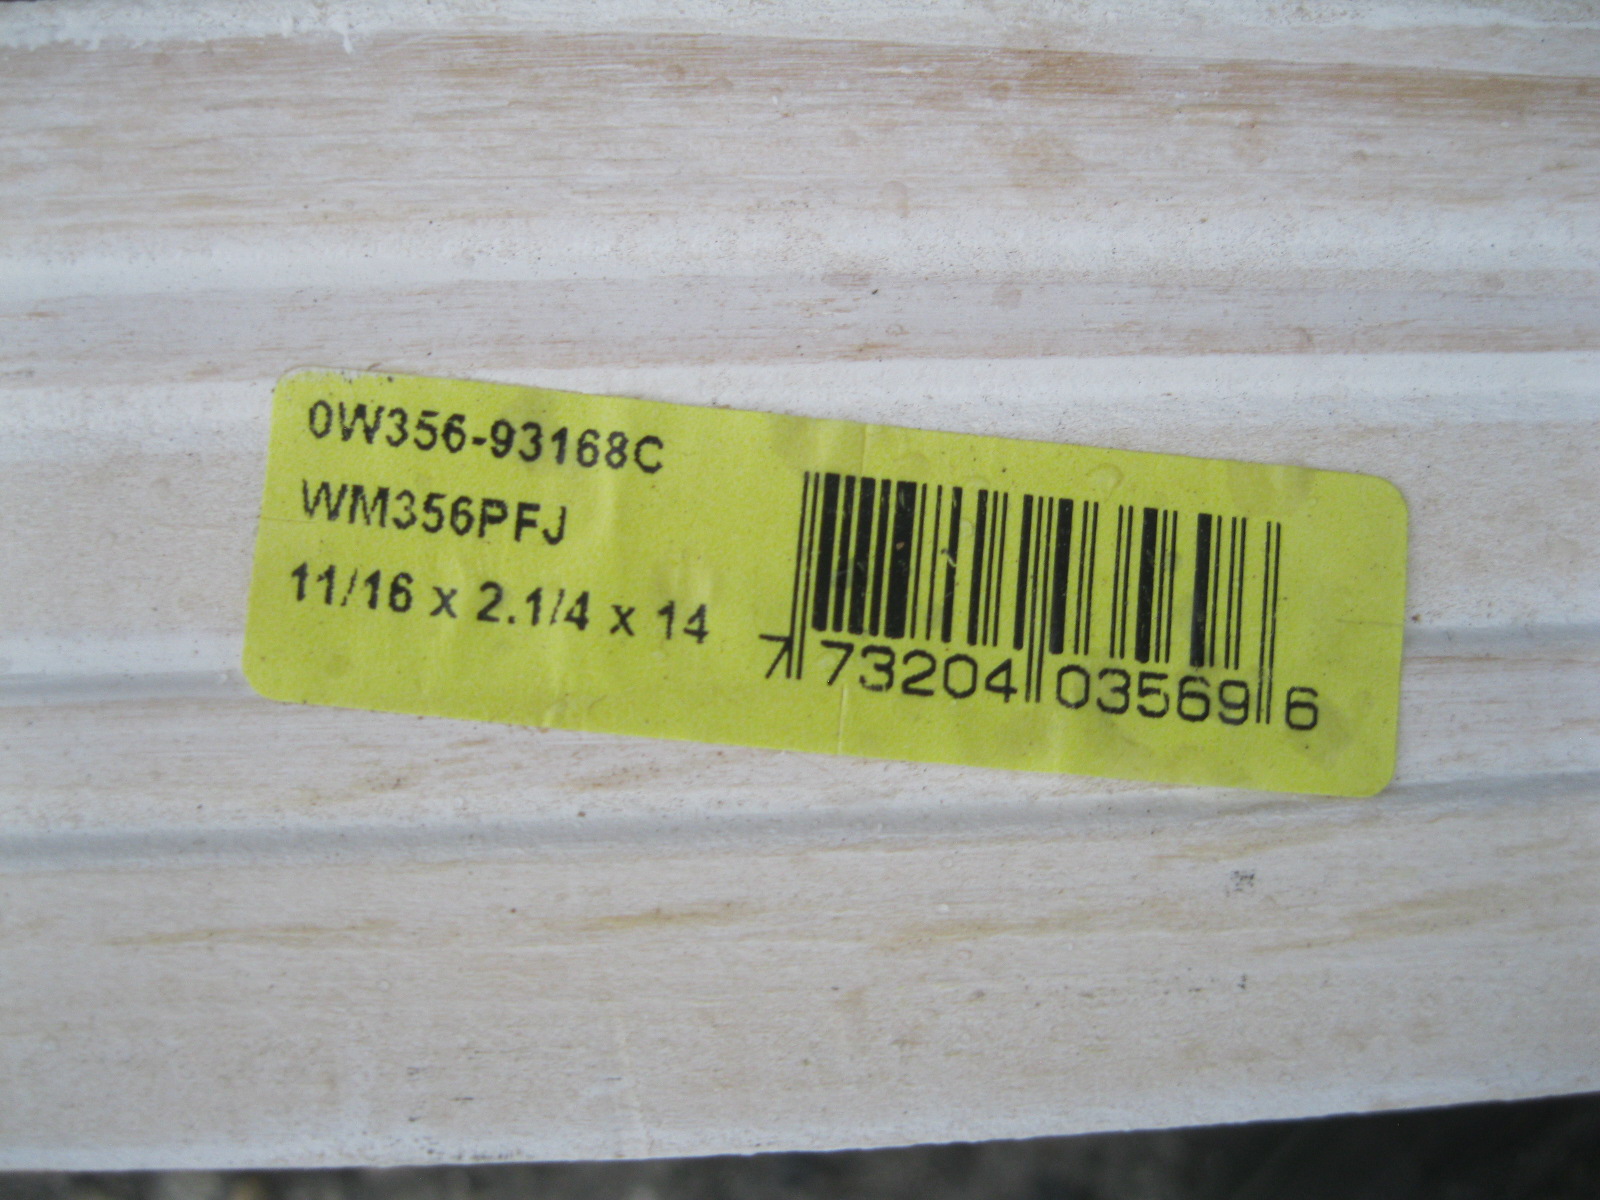 0W356-93168C
WM356PFJ
11/16 x 2.1/4 x 14
7 73204 03569 6